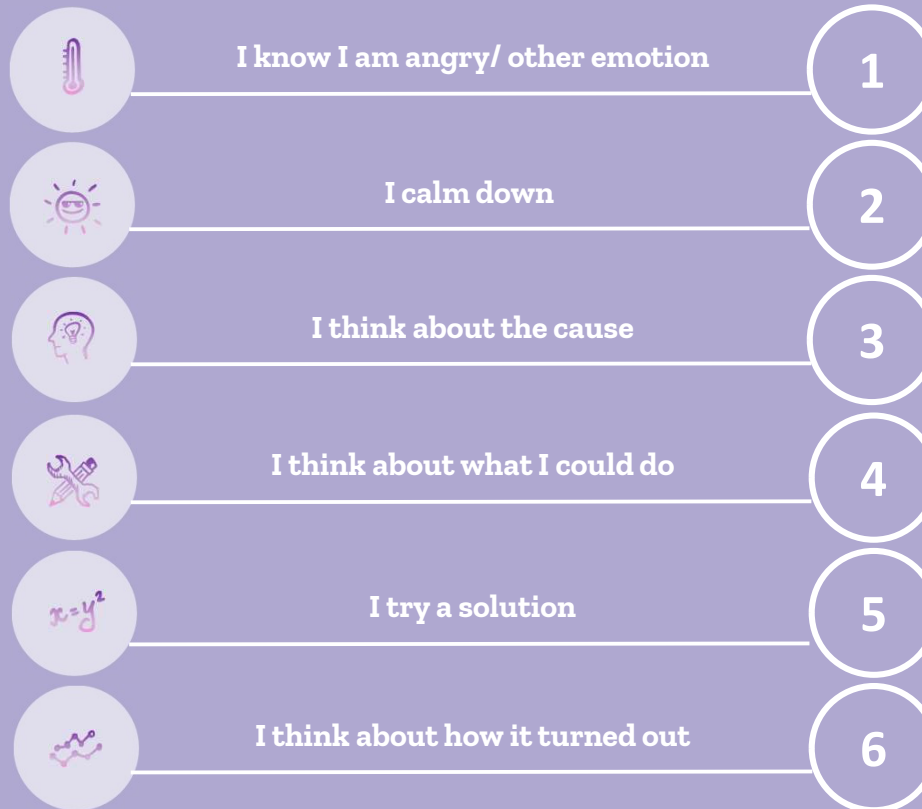 I know I am angry/ other emotion
1
I calm down
2
I think about the cause
3
I think about what I could do
4
x=y²
I try a solution
5
I think about how it turned out
6